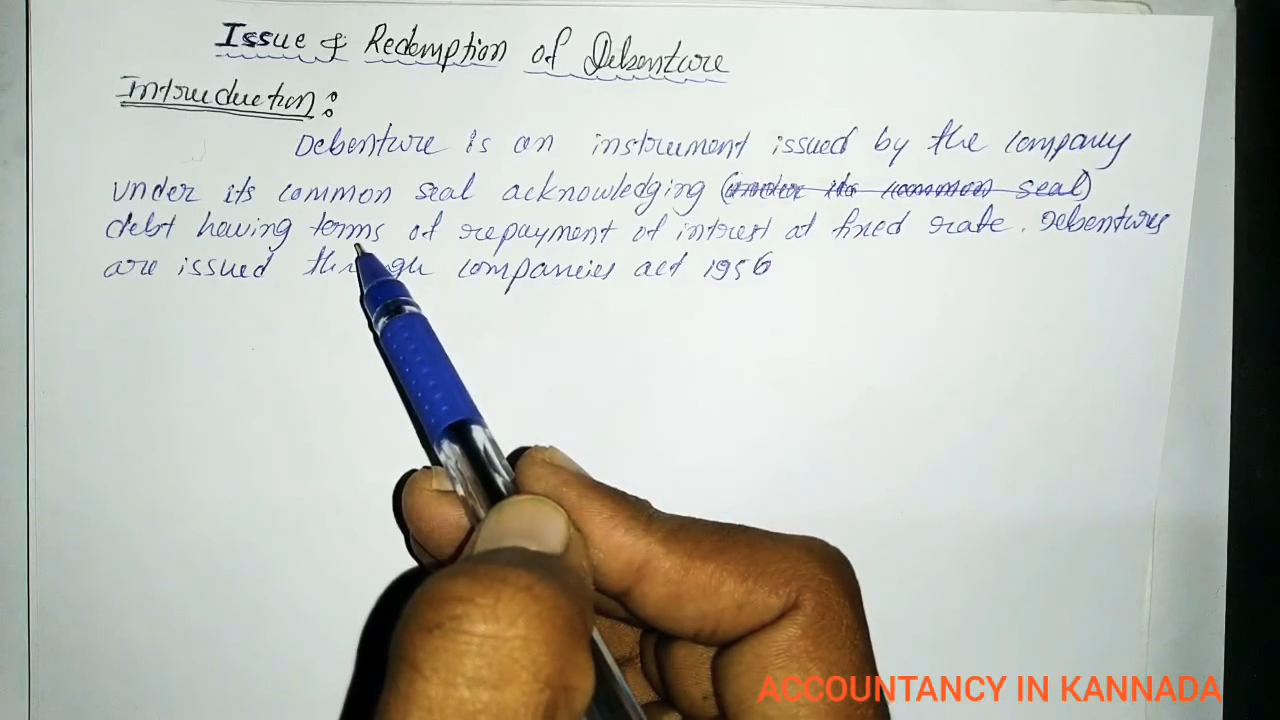 Issue & Redemption of Debenture
Introduction:
Debenture is an instrument issued by the company
under its common seal acknowledging (under its common seal)
debt having terms of repayment of intrest at fixed rate. Debentures
are issued through companies act 1956
ACCOUNTANCY IN KANNADA